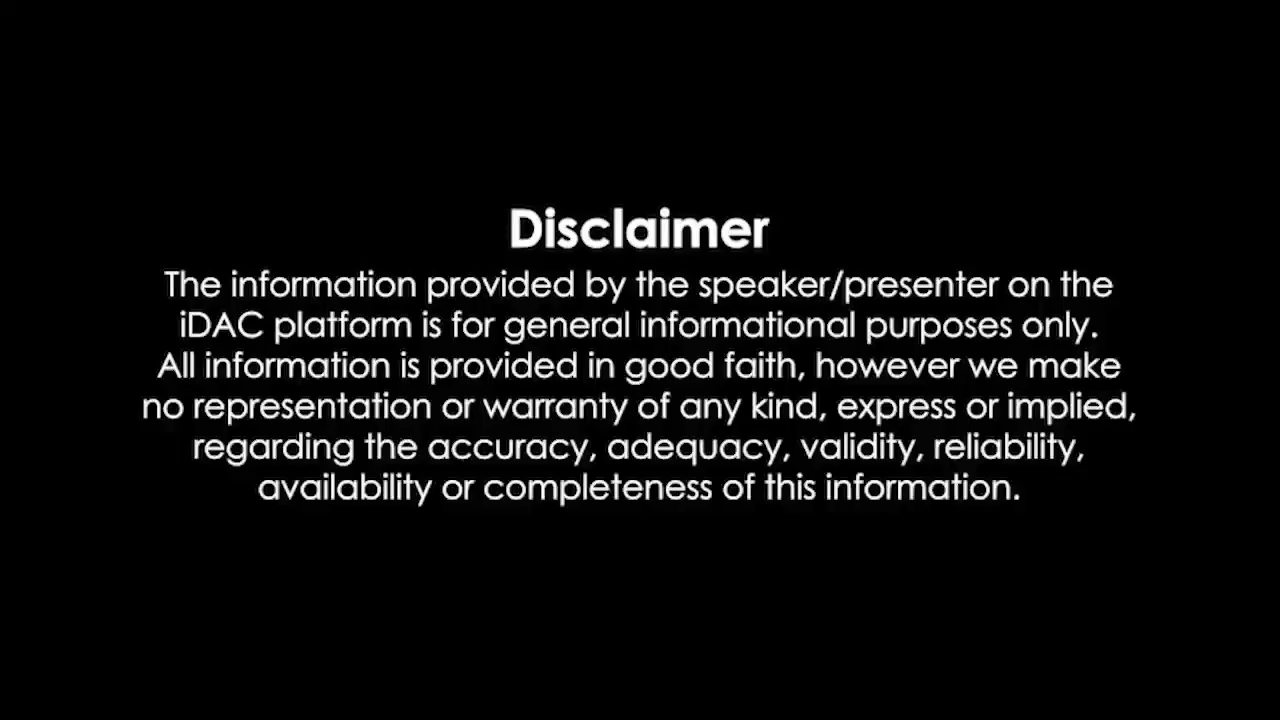 Disclaimer
The information provided by the speaker/presenter on the
iDAC platform is for general informational purposes only.
All information is provided in good faith, however we make
no representation or warranty of any kind, express or implied,
regarding the accuracy, adequacy, validity, reliability,
availability or completeness of this information.